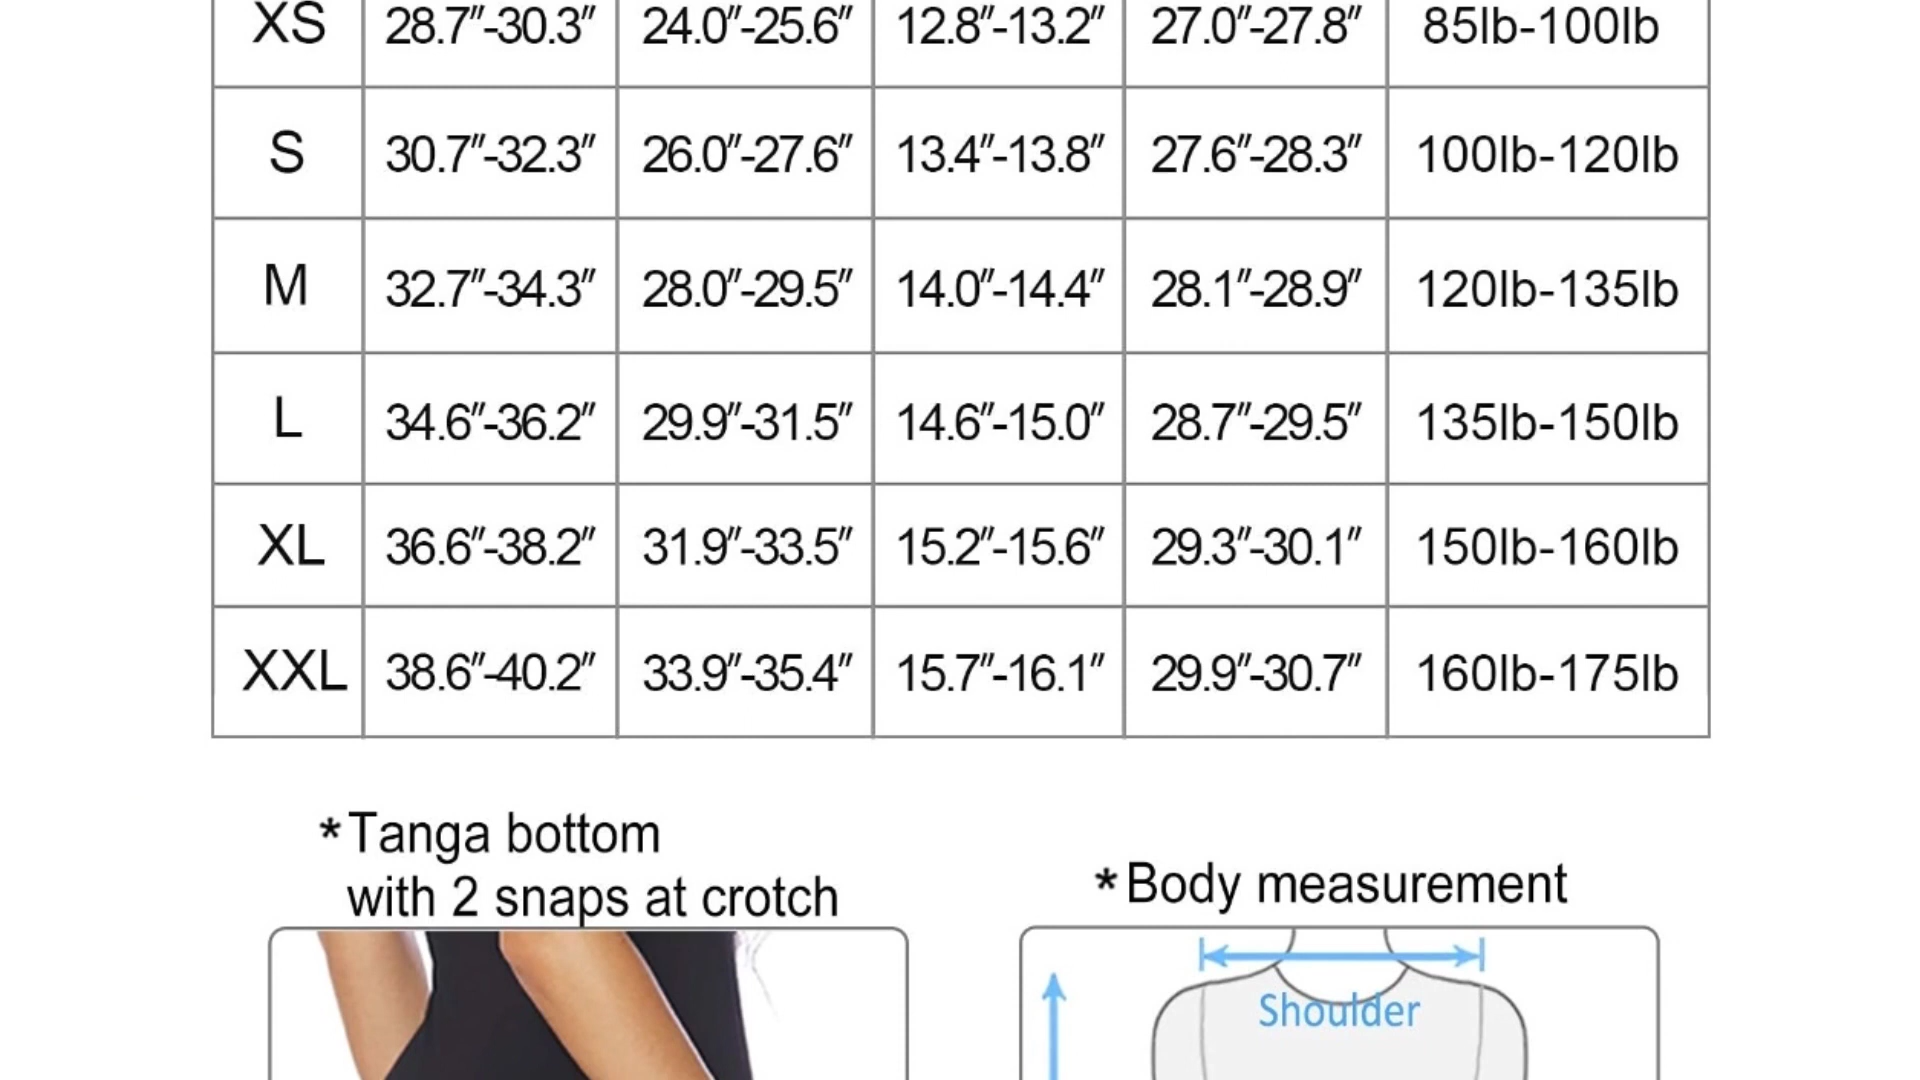 XS 28.7″-30.3″ 24.0″-25.6″ 12.8″-13.2″ 27.0″-27.8″ 85lb-100lb
S 30.7″-32.3″ 26.0″-27.6″ 13.4″-13.8″ 27.6″-28.3″ 100lb-120lb
M 32.7″-34.3″ 28.0″-29.5″ 14.0″-14.4″ 28.1″-28.9″ 120lb-135lb
L 34.6″-36.2″ 29.9″-31.5″ 14.6″-15.0″ 28.7″-29.5″ 135lb-150lb
XL 36.6″-38.2″ 31.9″-33.5″ 15.2″-15.6″ 29.3″-30.1″ 150lb-160lb
XXL 38.6″-40.2″ 33.9″-35.4″ 15.7″-16.1″ 29.9″-30.7″ 160lb-175lb
*Tanga bottom
with 2 snaps at crotch
*Body measurement
Shoulder